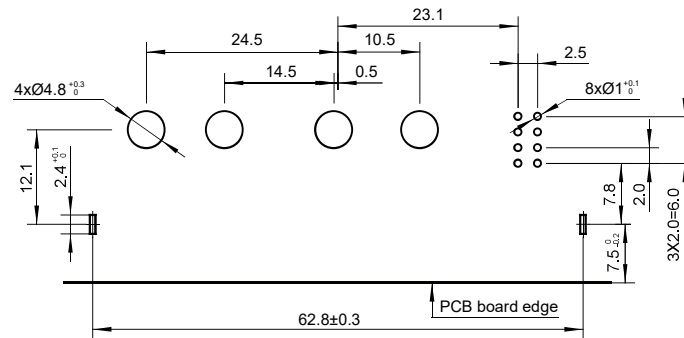 23.1
24.5
10.5
2.5
14.5
0.5
4xØ4.8 +0.3 0
8xØ1 +0.1 0
12.1
2.4 +0.1 0
7.8
2.0
3X2.0=6.0
7.5 0 -0.2
PCB board edge
62.8±0.3